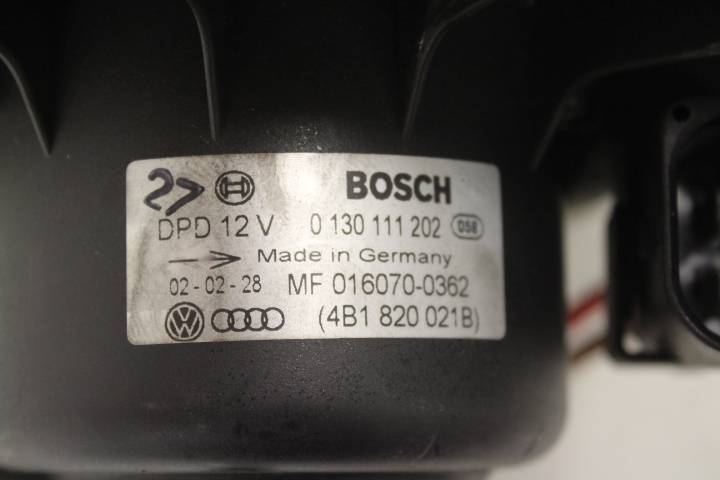 27 BOSCH
DPD 12 V 0 130 111 202 058
Made in Germany
02-02-28 MF 016070-0362
(4B1 820 021B)